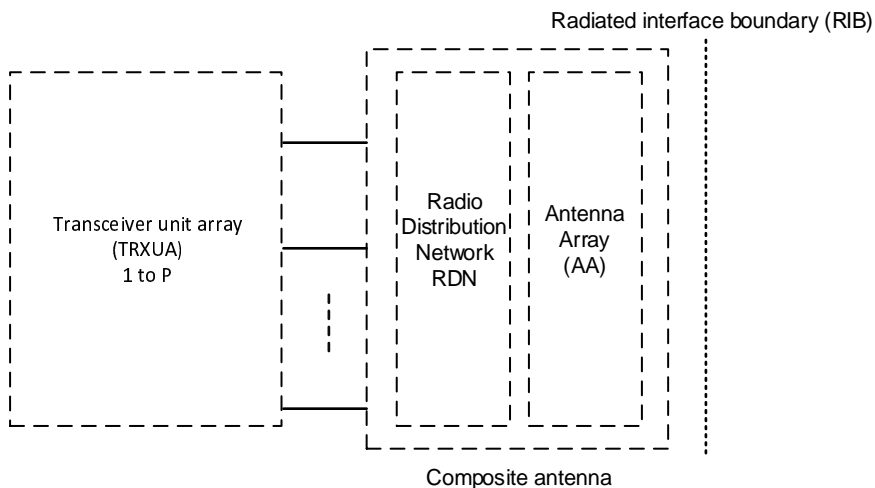 Radiated interface boundary (RIB)
Transceiver unit array
(TRXUA)
1 to P
Radio
Distribution
Network
RDN
Antenna
Array
(AA)
Composite antenna